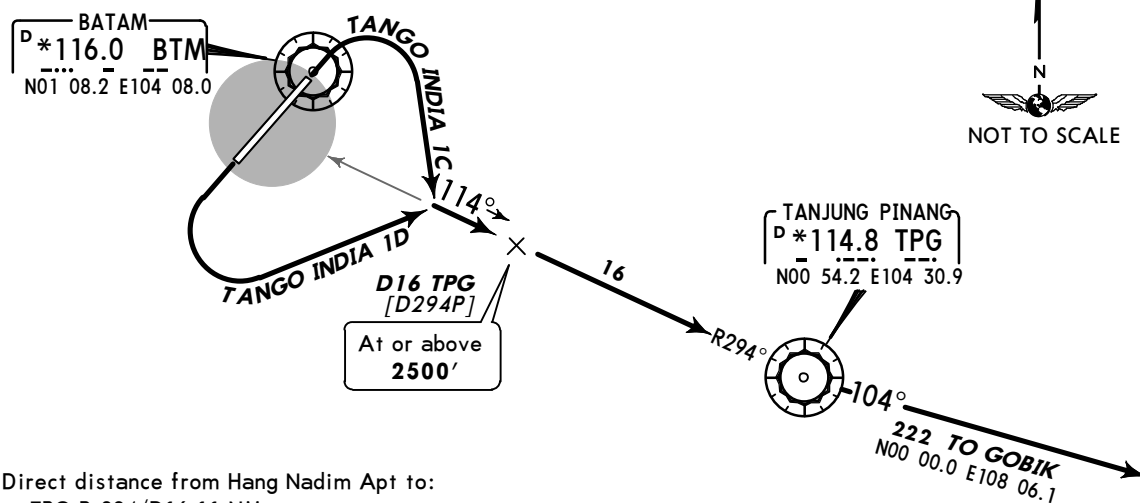 BATAM
D *116.0 BTM
N01 08.2 E104 08.0
TANGO INDIA 1C
N
NOT TO SCALE
114°
TANJUNG PINANG
D *114.8 TPG
N00 54.2 E104 30.9
TANGO INDIA 1D
D16 TPG
[D294P]
16
At or above
2500'
R294°
104°
222 TO GOBIK
N00 00.0 E108 06.1
Direct distance from Hang Nadim Apt to: